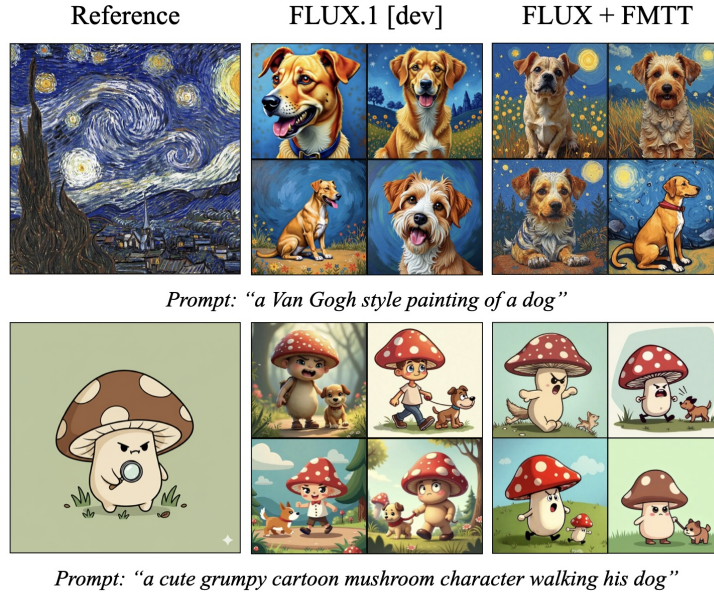 Reference
FLUX.1 [dev]
FLUX + FMTT
Prompt: “a Van Gogh style painting of a dog”
Prompt: “a cute grumpy cartoon mushroom character walking his dog”